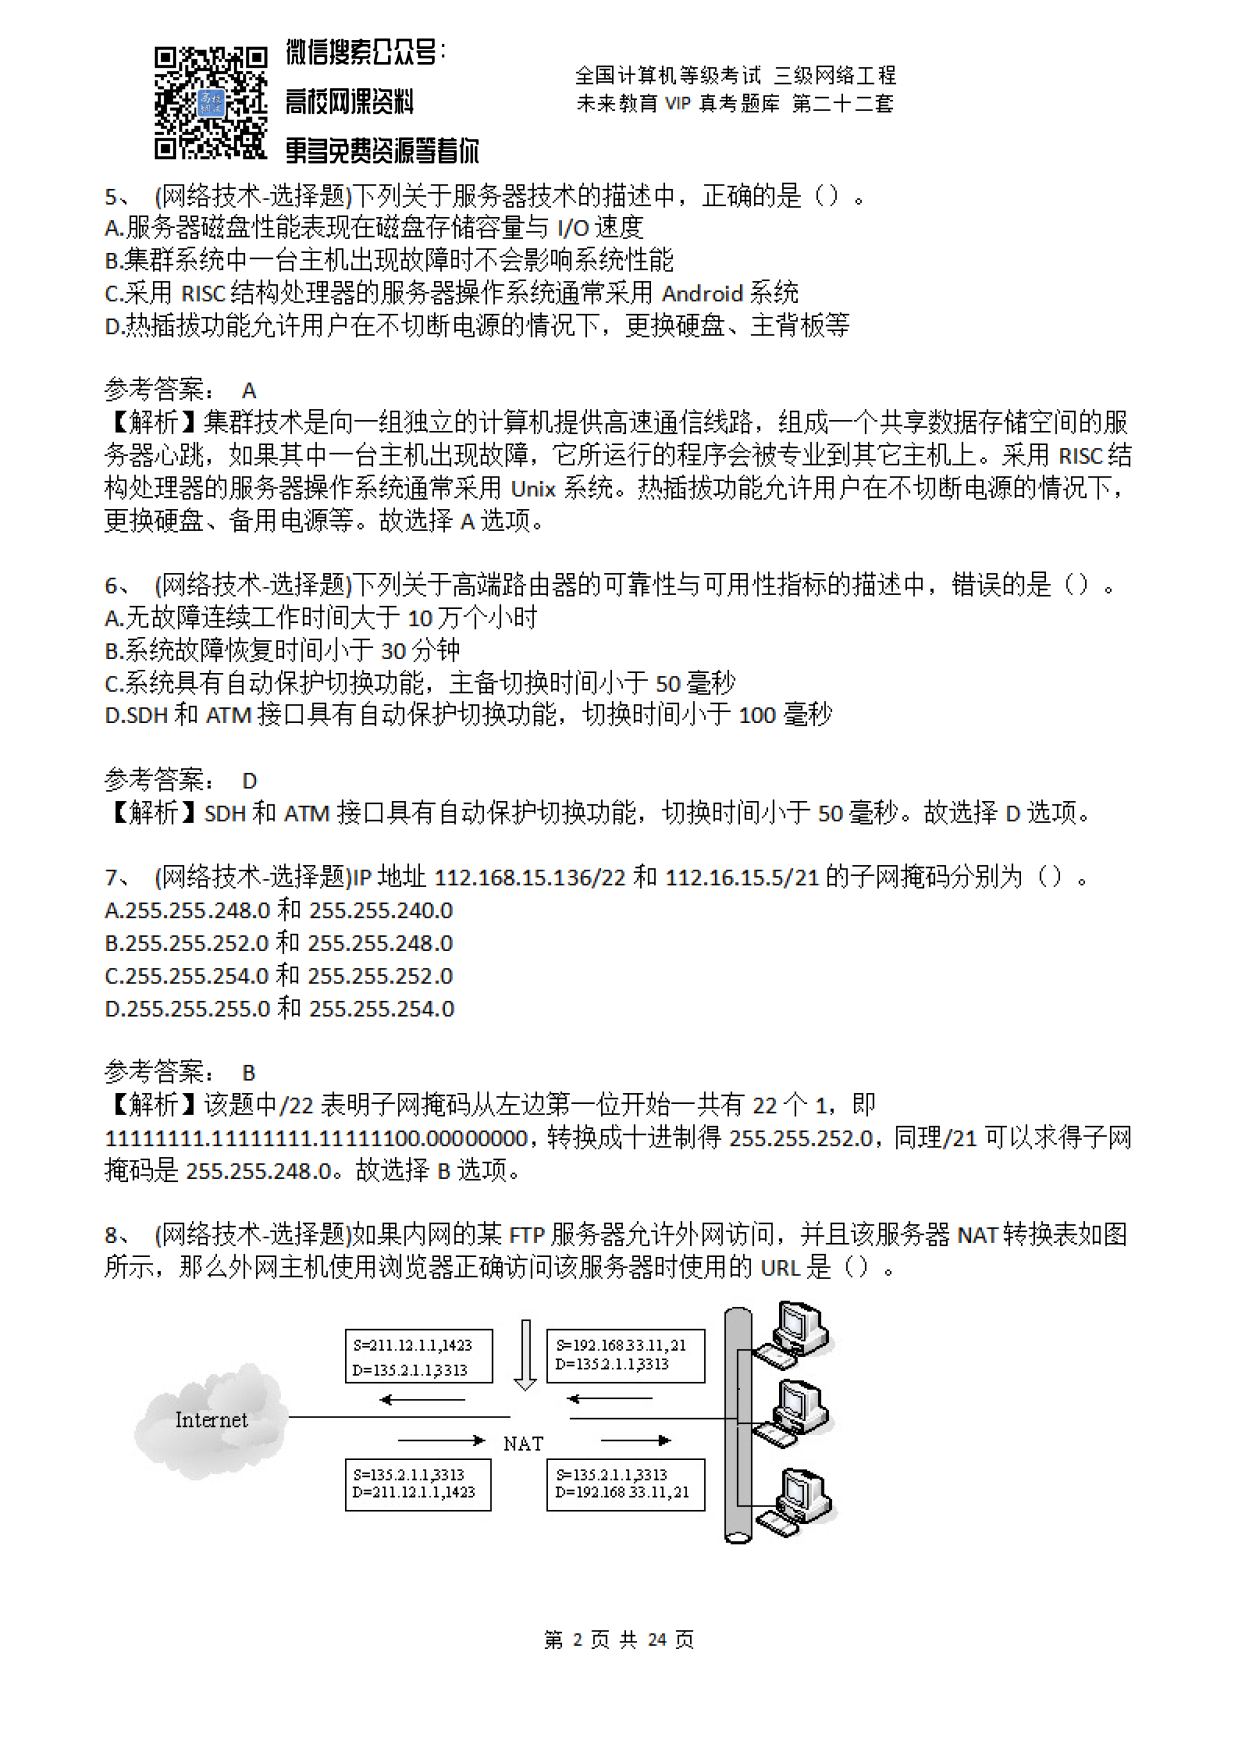 微信搜索公众号：
高校网课资料
更多免费资源等着你
全国计算机等级考试 三级网络工程
未来教育 VIP 真考题库 第二十二套
5、 (网络技术-选择题)下列关于服务器技术的描述中，正确的是（）。
A.服务器磁盘性能表现在磁盘存储容量与 I/O 速度
B.集群系统中一台主机出现故障时不会影响系统性能
C.采用 RISC 结构处理器的服务器操作系统通常采用 Android 系统
D.热插拔功能允许用户在不切断电源的情况下，更换硬盘、主背板等
参考答案： A
【解析】集群技术是向一组独立的计算机提供高速通信线路，组成一个共享数据存储空间的服
务器心跳，如果其中一台主机出现故障，它所运行的程序会被专业到其它主机上。采用 RISC 结
构处理器的服务器操作系统通常采用 Unix 系统。热插拔功能允许用户在不切断电源的情况下，
更换硬盘、备用电源等。故选择 A 选项。
6、 (网络技术-选择题)下列关于高端路由器的可靠性与可用性指标的描述中，错误的是（）。
A.无故障连续工作时间大于 10 万个小时
B.系统故障恢复时间小于 30 分钟
C.系统具有自动保护切换功能，主备切换时间小于 50 毫秒
D.SDH 和 ATM 接口具有自动保护切换功能，切换时间小于 100 毫秒
参考答案： D
【解析】SDH 和 ATM 接口具有自动保护切换功能，切换时间小于 50 毫秒。故选择 D 选项。
7、 (网络技术-选择题)IP 地址 112.168.15.136/22 和 112.16.15.5/21 的子网掩码分别为（）。
A.255.255.248.0 和 255.255.240.0
B.255.255.252.0 和 255.255.248.0
C.255.255.254.0 和 255.255.252.0
D.255.255.255.0 和 255.255.254.0
参考答案： B
【解析】该题中/22 表明子网掩码从左边第一位开始一共有 22 个 1，即
11111111.11111111.11111100.00000000，转换成十进制得 255.255.252.0，同理/21 可以求得子网
掩码是 255.255.248.0。故选择 B 选项。
8、 (网络技术-选择题)如果内网的某 FTP 服务器允许外网访问，并且该服务器 NAT 转换表如图
所示，那么外网主机使用浏览器正确访问该服务器时使用的 URL 是（）。
S=211.12.1.1,1423
D=135.2.1.1,3313
S=192.168 33.11,21
D=135.2.1.1,3313
Internet
NAT
S=135.2.1.1,3313
D=211.12.1.1,1423
S=135.2.1.1,3313
D=192.168 33.11,21
第 2 页 共 24 页